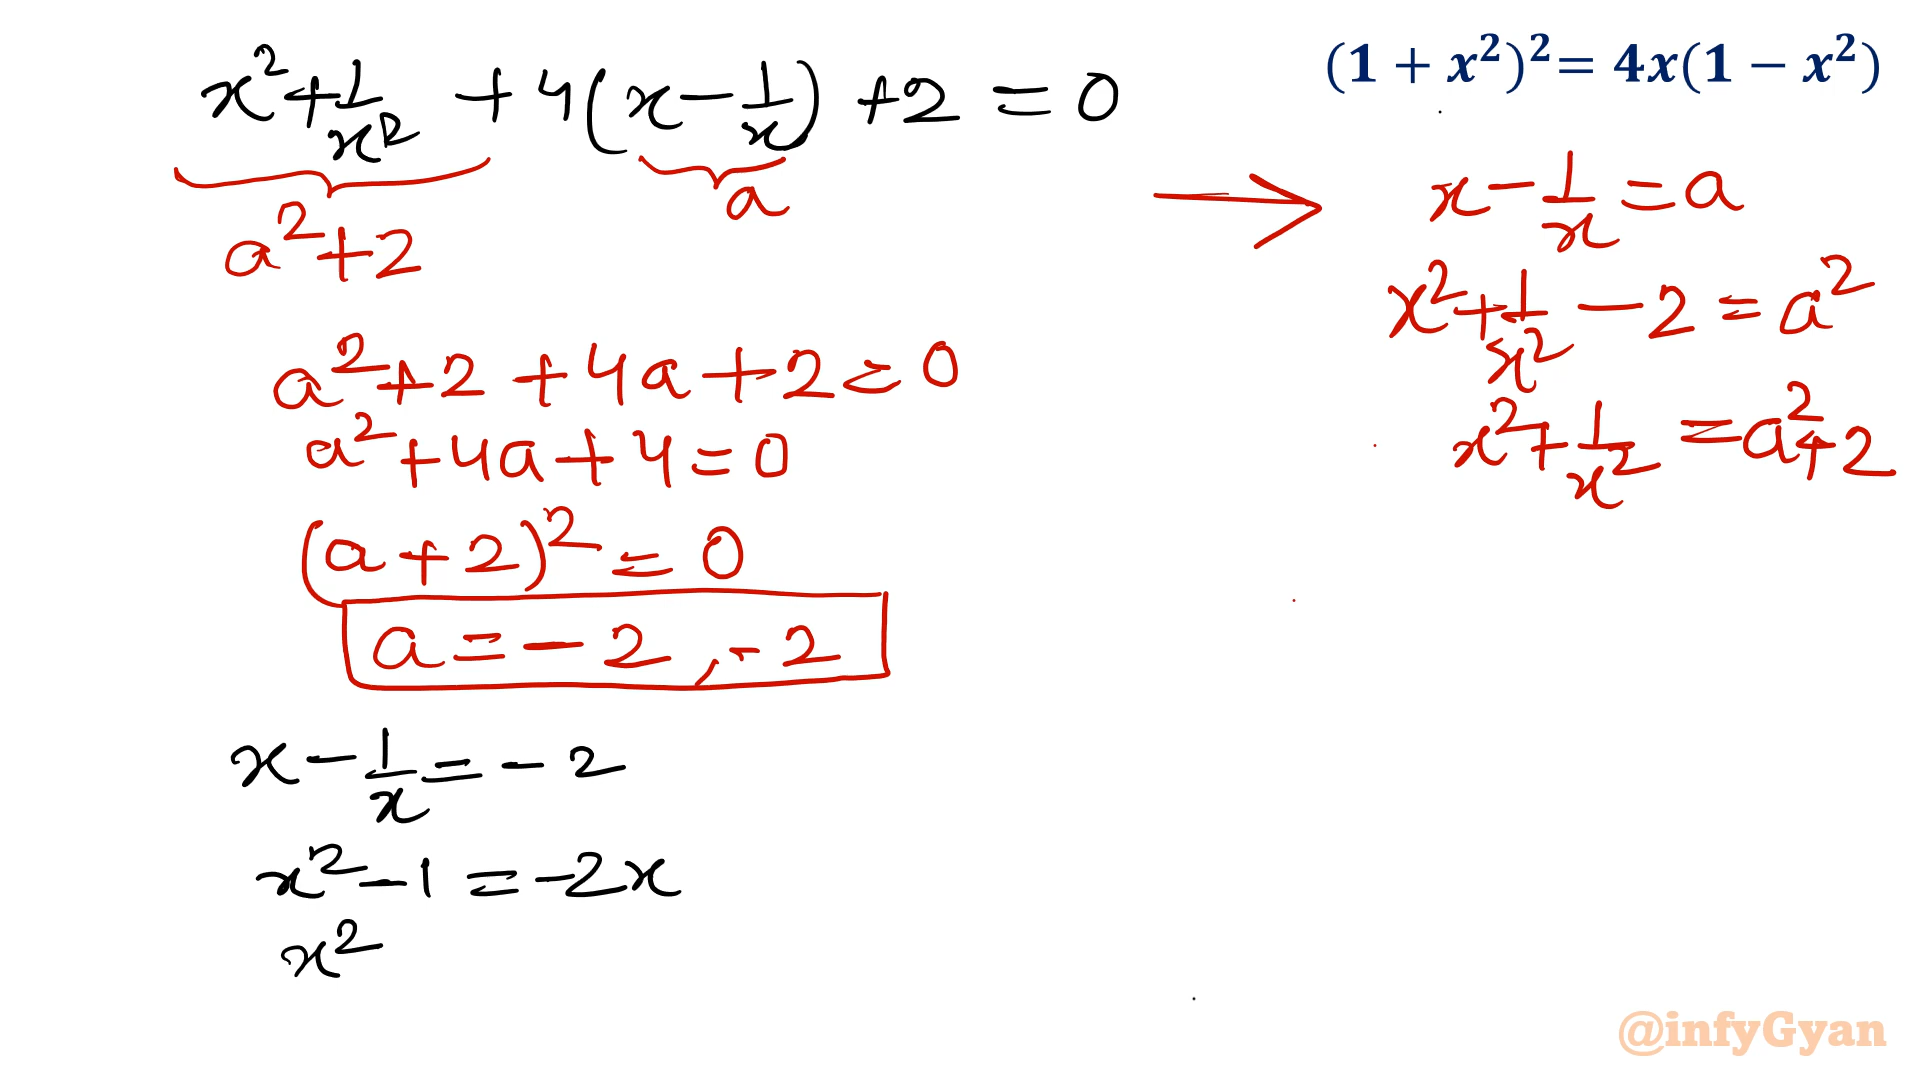 (1 + x²)² = 4x(1 − x²)
x² + 1/x² + 4(x − 1/x) + 2 = 0
a² + 2
a
a² + 2 + 4a + 2 = 0
a² + 4a + 4 = 0
(a + 2)² = 0
a = − 2 , − 2
x − 1/x = − 2
x² − 1 = −2x
x²
x − 1/x = a
x² + 1/x² − 2 = a²
x² + 1/x² = a² + 2
@infyGyan